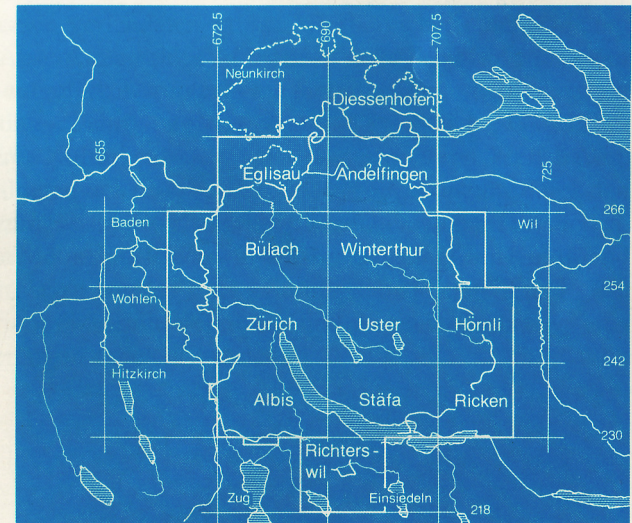 672.5
690
707.5
Neunkirch
Diessenhofen
655
Eglisau
Andelfingen
725
Baden
266
Wil
Bülach
Winterthur
254
Wohlen
Zürich
Uster
Hörnli
242
Hitzkirch
Albis
Stäfa
Ricken
230
Richters-
wil
Zug
Einsiedeln
218